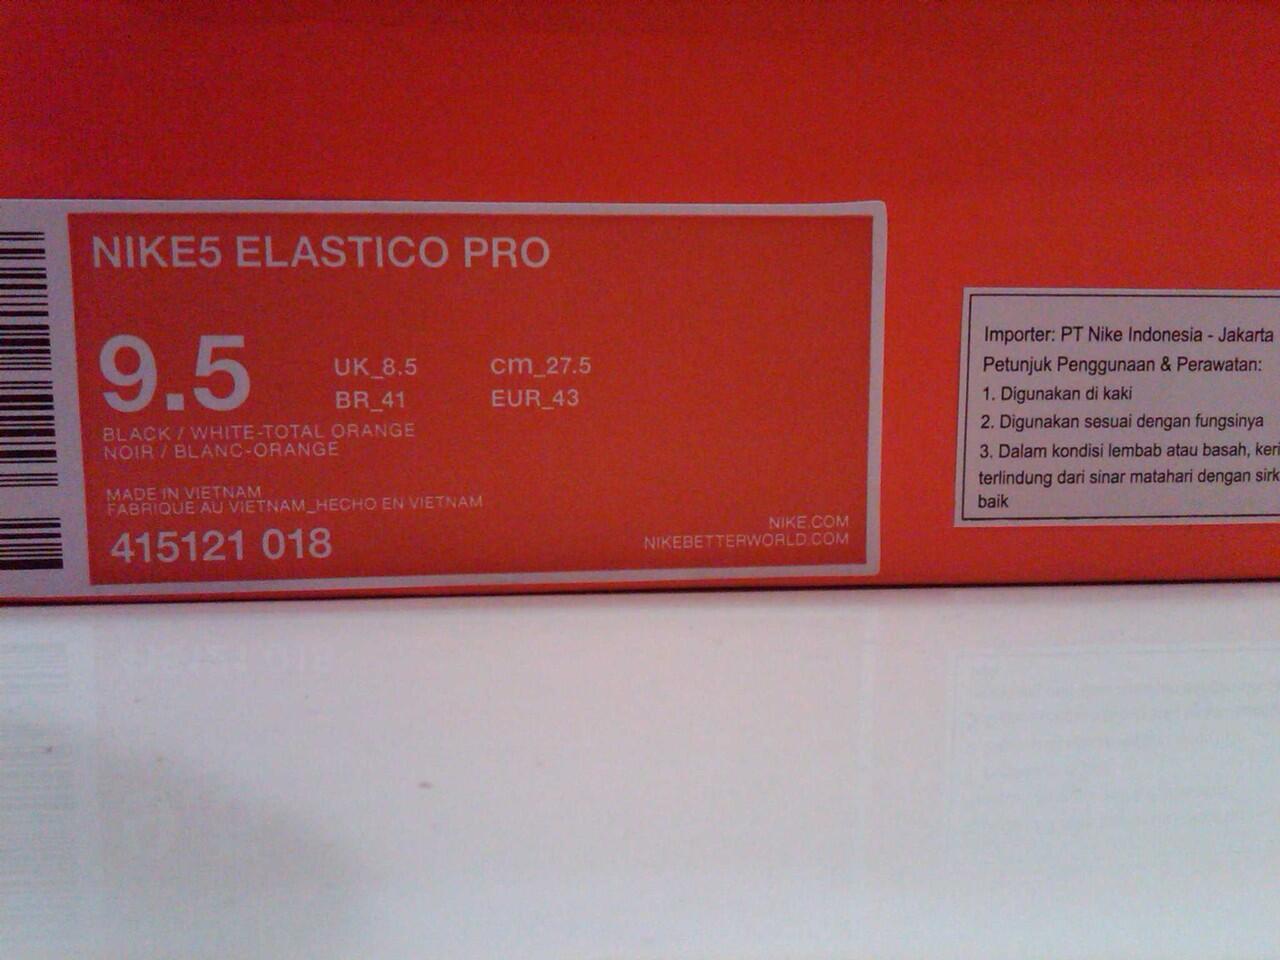 NIKE5 ELASTICO PRO
9.5
UK_8.5 cm_27.5
BR_41 EUR_43
BLACK / WHITE-TOTAL ORANGE
NOIR / BLANC-ORANGE
MADE IN VIETNAM
FABRIQUE AU VIETNAM_HECHO EN VIETNAM
415121 018
NIKE.COM
NIKEBETTERWORLD.COM
Importer: PT Nike Indonesia - Jakarta
Petunjuk Penggunaan & Perawatan:
1. Digunakan di kaki
2. Digunakan sesuai dengan fungsinya
3. Dalam kondisi lembab atau basah,
terlindung dari sinar matahari dengan
baik